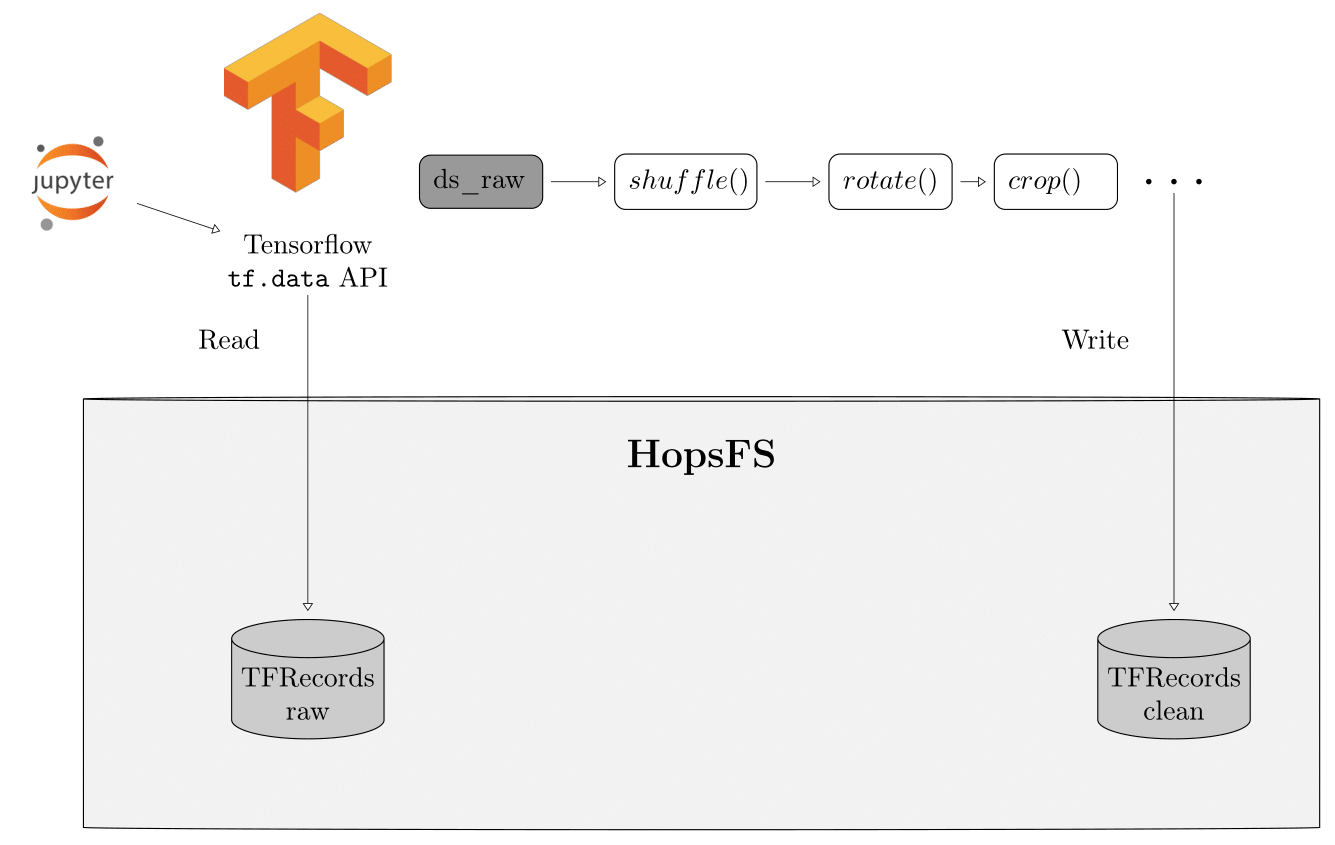 jupyter
Tensorflow
tf.data API
ds_raw
shuffle()
rotate()
crop()
. . .
Read
Write
HopsFS
TFRecords
raw
TFRecords
clean